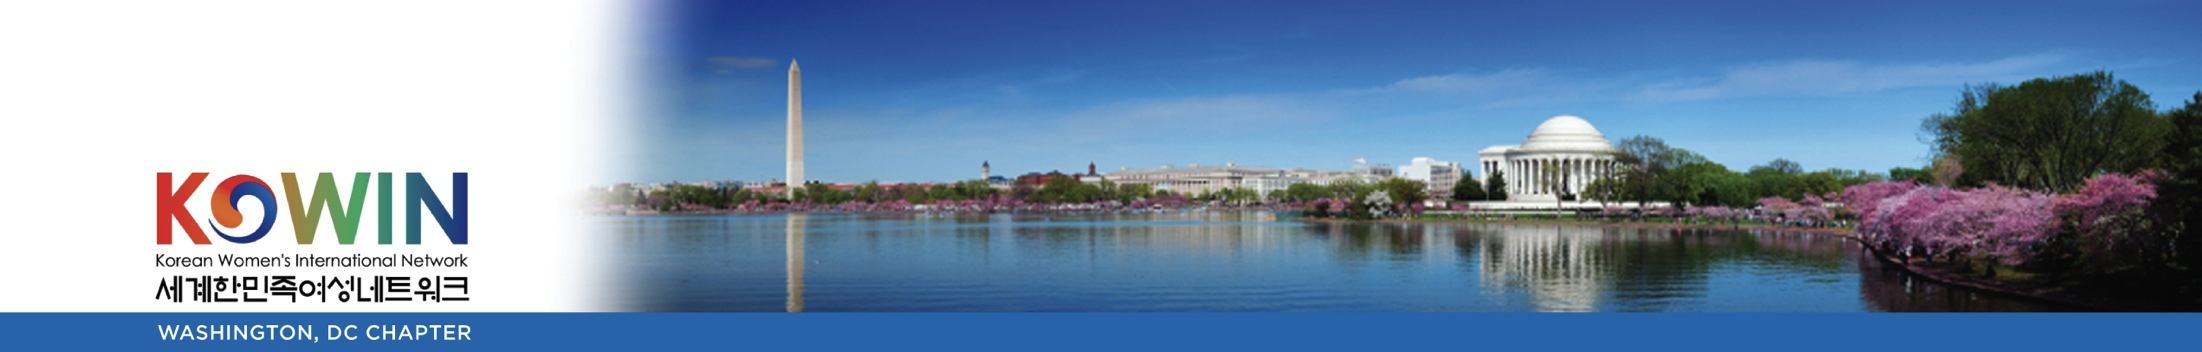 KOWIN
Korean Women's International Network
세계한민족여성네트워크
WASHINGTON, DC CHAPTER